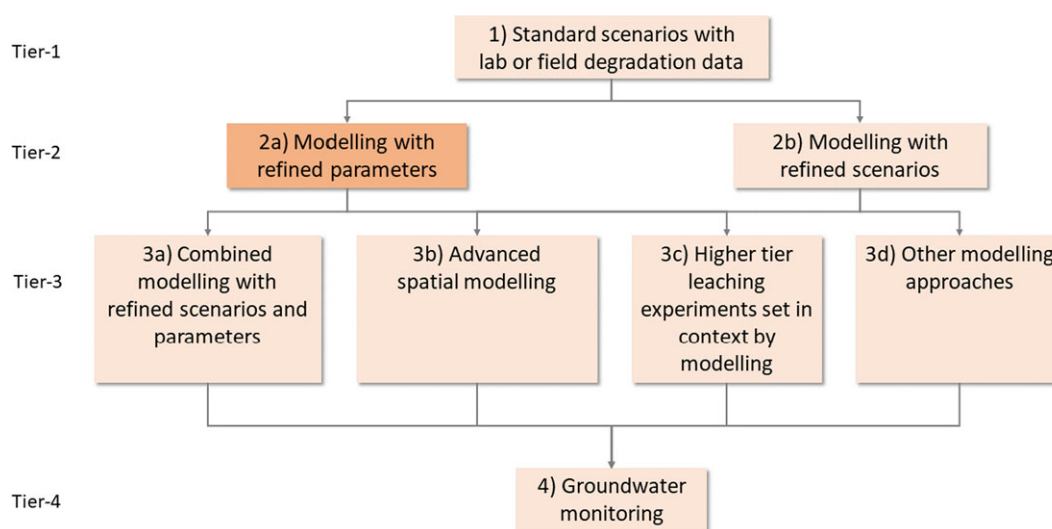 Tier-1
1) Standard scenarios with
lab or field degradation data
Tier-2
2a) Modelling with
refined parameters
2b) Modelling with
refined scenarios
Tier-3
3a) Combined
modelling with
refined scenarios and
parameters
3b) Advanced
spatial modelling
3c) Higher tier
leaching
experiments set in
context by
modelling
3d) Other modelling
approaches
Tier-4
4) Groundwater
monitoring